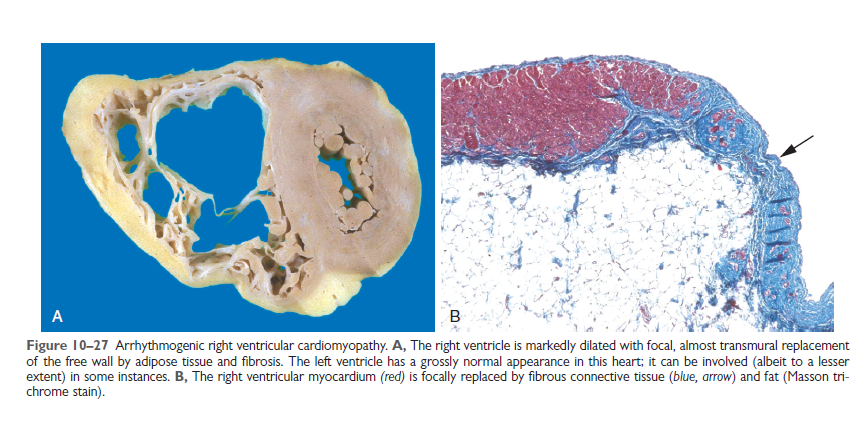 A
B
Figure 10–27 Arrhythmogenic right ventricular cardiomyopathy. A, The right ventricle is markedly dilated with focal, almost transmural replacement
of the free wall by adipose tissue and fibrosis. The left ventricle has a grossly normal appearance in this heart; it can be involved (albeit to a lesser
extent) in some instances. B, The right ventricular myocardium (red) is focally replaced by fibrous connective tissue (blue, arrow) and fat (Masson tri-
chrome stain).